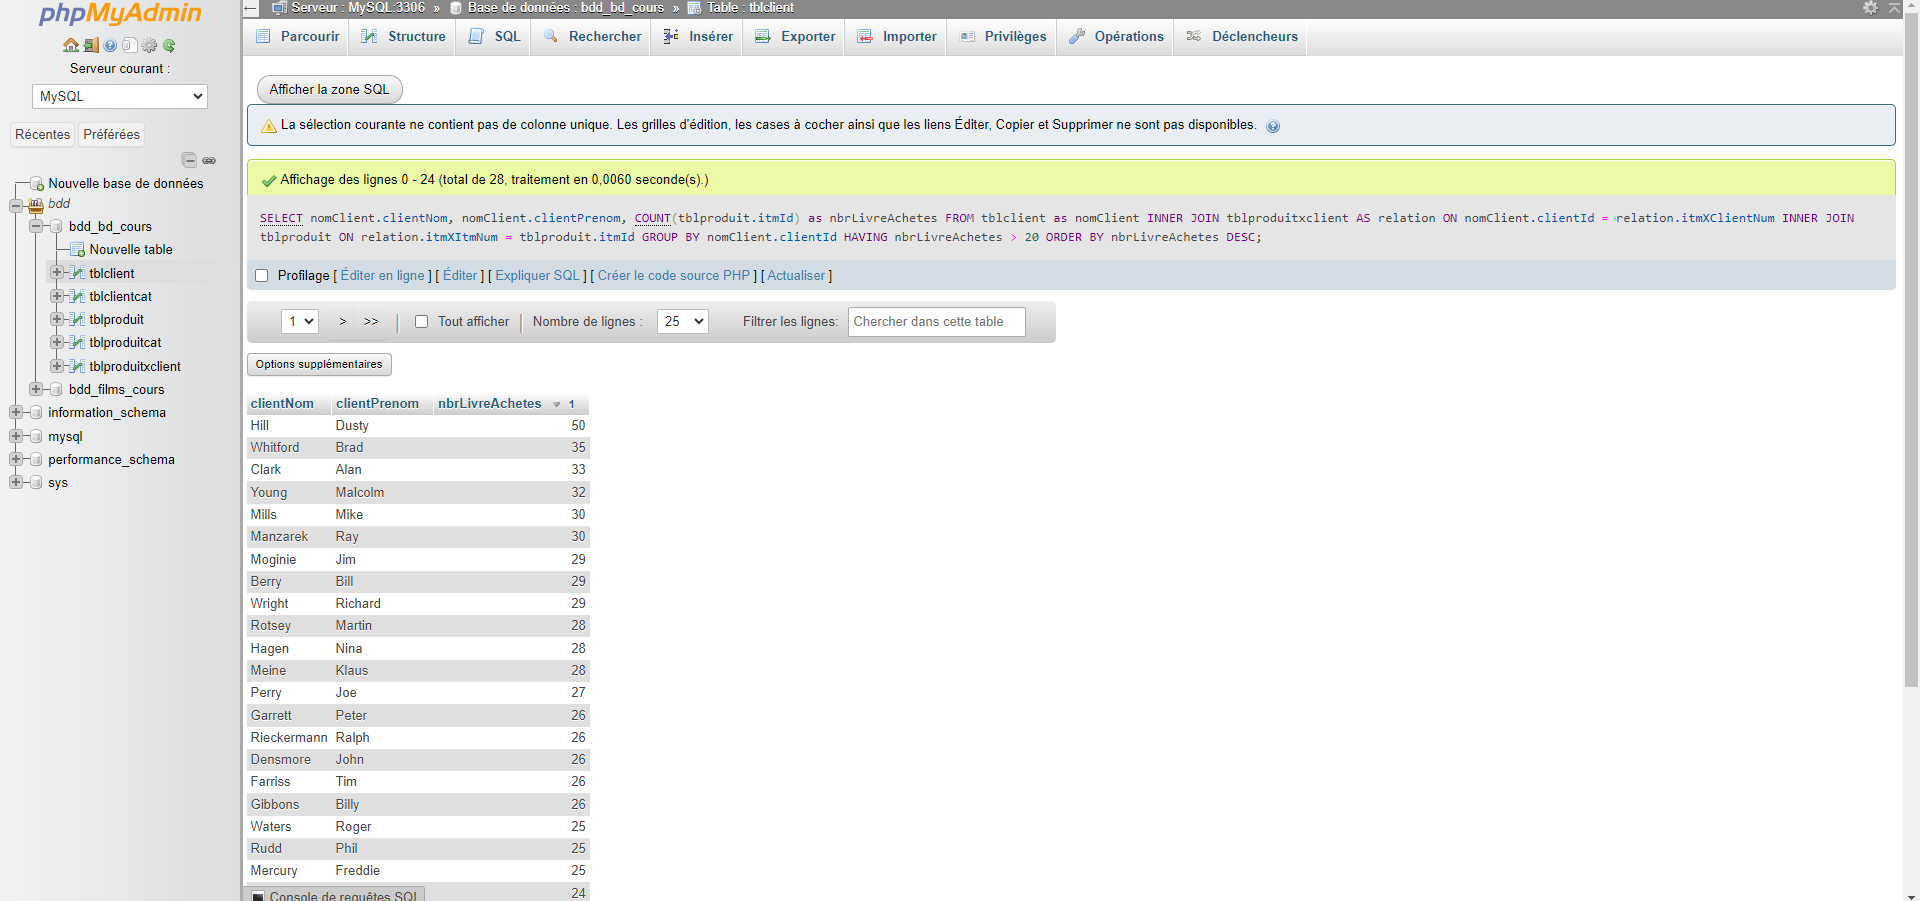 phpMyAdmin
Serveur courant :
MySQL
Récentes Préférées
Nouvelle base de données
bdd
bdd_bd_cours
Nouvelle table
tblclient
tblclientcat
tblproduit
tblproduitcat
tblproduitxclient
bdd_films_cours
information_schema
mysql
performance_schema
sys
Serveur : MySQL:3306 » Base de données : bdd_bd_cours » Table : tblclient
Parcourir Structure SQL Rechercher Insérer Exporter Importer Privilèges Opérations Déclencheurs
Afficher la zone SQL
La sélection courante ne contient pas de colonne unique. Les grilles d'édition, les cases à cocher ainsi que les liens Éditer, Copier et Supprimer ne sont pas disponibles.
Affichage des lignes 0 - 24 (total de 28, traitement en 0,0060 seconde(s).)
SELECT nomClient.clientNom, nomClient.clientPrenom, COUNT(tblproduit.itmId) as nbrLivreAchetes FROM tblclient as nomClient INNER JOIN tblproduitxclient AS relation ON nomClient.clientId = relation.itmXClientNum INNER JOIN
tblproduit ON relation.itmXItmNum = tblproduit.itmId GROUP BY nomClient.clientId HAVING nbrLivreAchetes > 20 ORDER BY nbrLivreAchetes DESC;
Profilage [ Éditer en ligne ] [ Éditer ] [ Expliquer SQL ] [ Créer le code source PHP ] [ Actualiser ]
1 > >> | Tout afficher | Nombre de lignes : 25 Filtrer les lignes: Chercher dans cette table
Options supplémentaires
clientNom clientPrenom nbrLivreAchetes 1
Hill Dusty 50
Whitford Brad 35
Clark Alan 33
Young Malcolm 32
Mills Mike 30
Manzarek Ray 30
Moginie Jim 29
Berry Bill 29
Wright Richard 29
Rotsey Martin 28
Hagen Nina 28
Meine Klaus 28
Perry Joe 27
Garrett Peter 26
Rieckermann Ralph 26
Densmore John 26
Farriss Tim 26
Gibbons Billy 26
Waters Roger 25
Rudd Phil 25
Mercury Freddie 25
24
Console de requêtes SQL